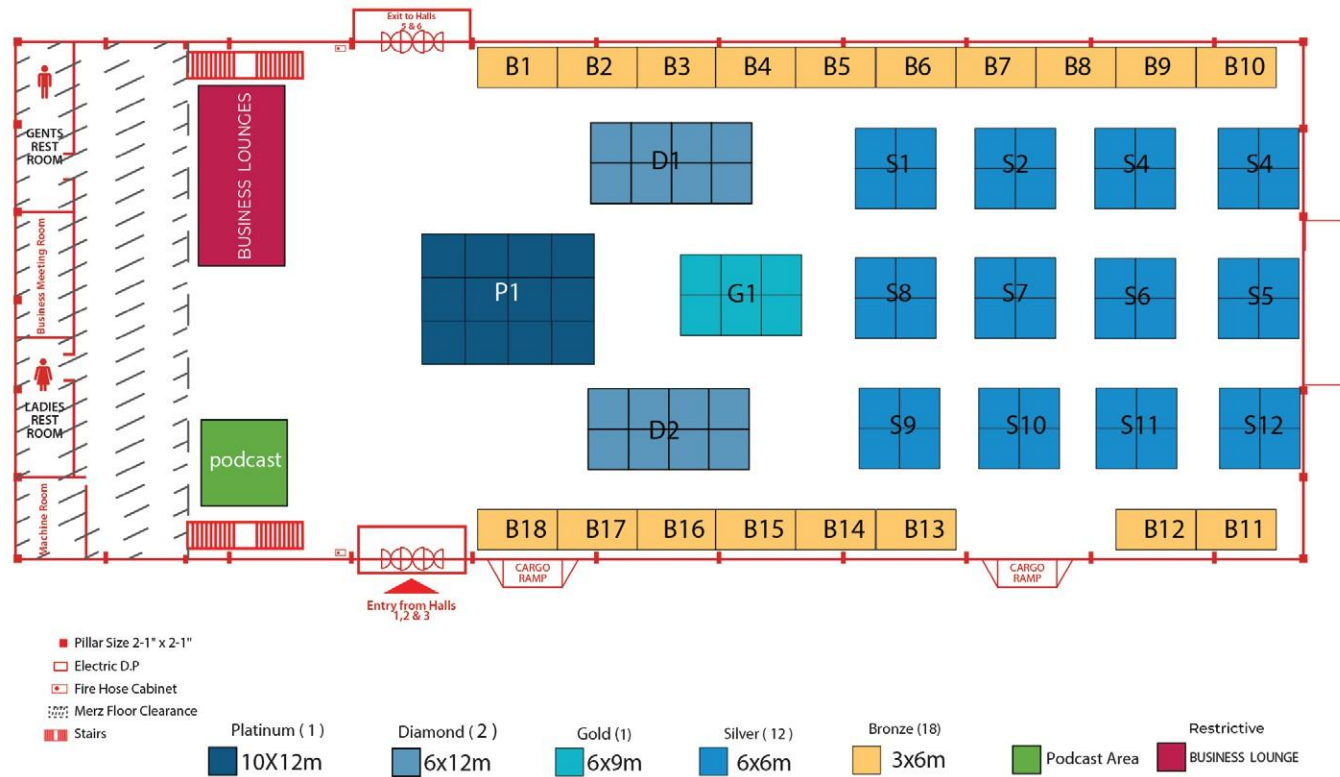 Exit to Halls
5 & 6
B1 B2 B3 B4 B5 B6 B7 B8 B9 B10
GENTS
REST
ROOM
BUSINESS LOUNGES
D1
S1 S2 S4 S4
Business Meeting Room
P1
G1
S8 S7 S6 S5
LADIES
REST
ROOM
podcast
D2
S9 S10 S11 S12
Machine Room
B18 B17 B16 B15 B14 B13 B12 B11
CARGO
RAMP
CARGO
RAMP
Entry from Halls
1,2 & 3
Pillar Size 2-1" x 2-1"
Electric D.P
Fire Hose Cabinet
Merz Floor Clearance
Stairs
Platinum ( 1 )
10X12m
Diamond ( 2 )
6x12m
Gold (1)
6x9m
Silver ( 12 )
6x6m
Bronze (18)
3x6m
Podcast Area
Restrictive
BUSINESS LOUNGE